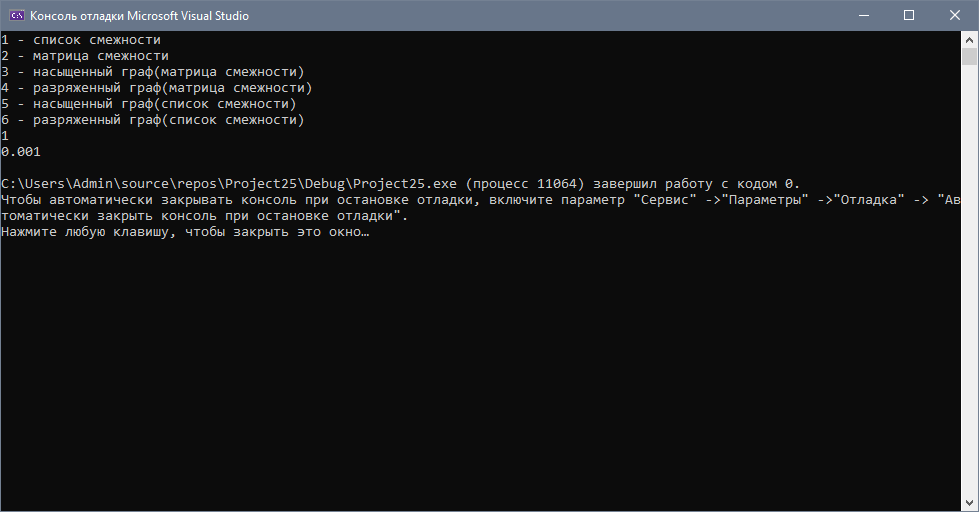 Консоль отладки Microsoft Visual Studio
1 - список смежности
2 - матрица смежности
3 - насыщенный граф(матрица смежности)
4 - разряженный граф(матрица смежности)
5 - насыщенный граф(список смежности)
6 - разряженный граф(список смежности)
1
0.001
C:\Users\Admin\source\repos\Project25\Debug\Project25.exe (процесс 11064) завершил работу с кодом 0.
Чтобы автоматически закрывать консоль при остановке отладки, включите параметр "Сервис" ->"Параметры" ->"Отладка" -> "Ав
томатически закрыть консоль при остановке отладки".
Нажмите любую клавишу, чтобы закрыть это окно…